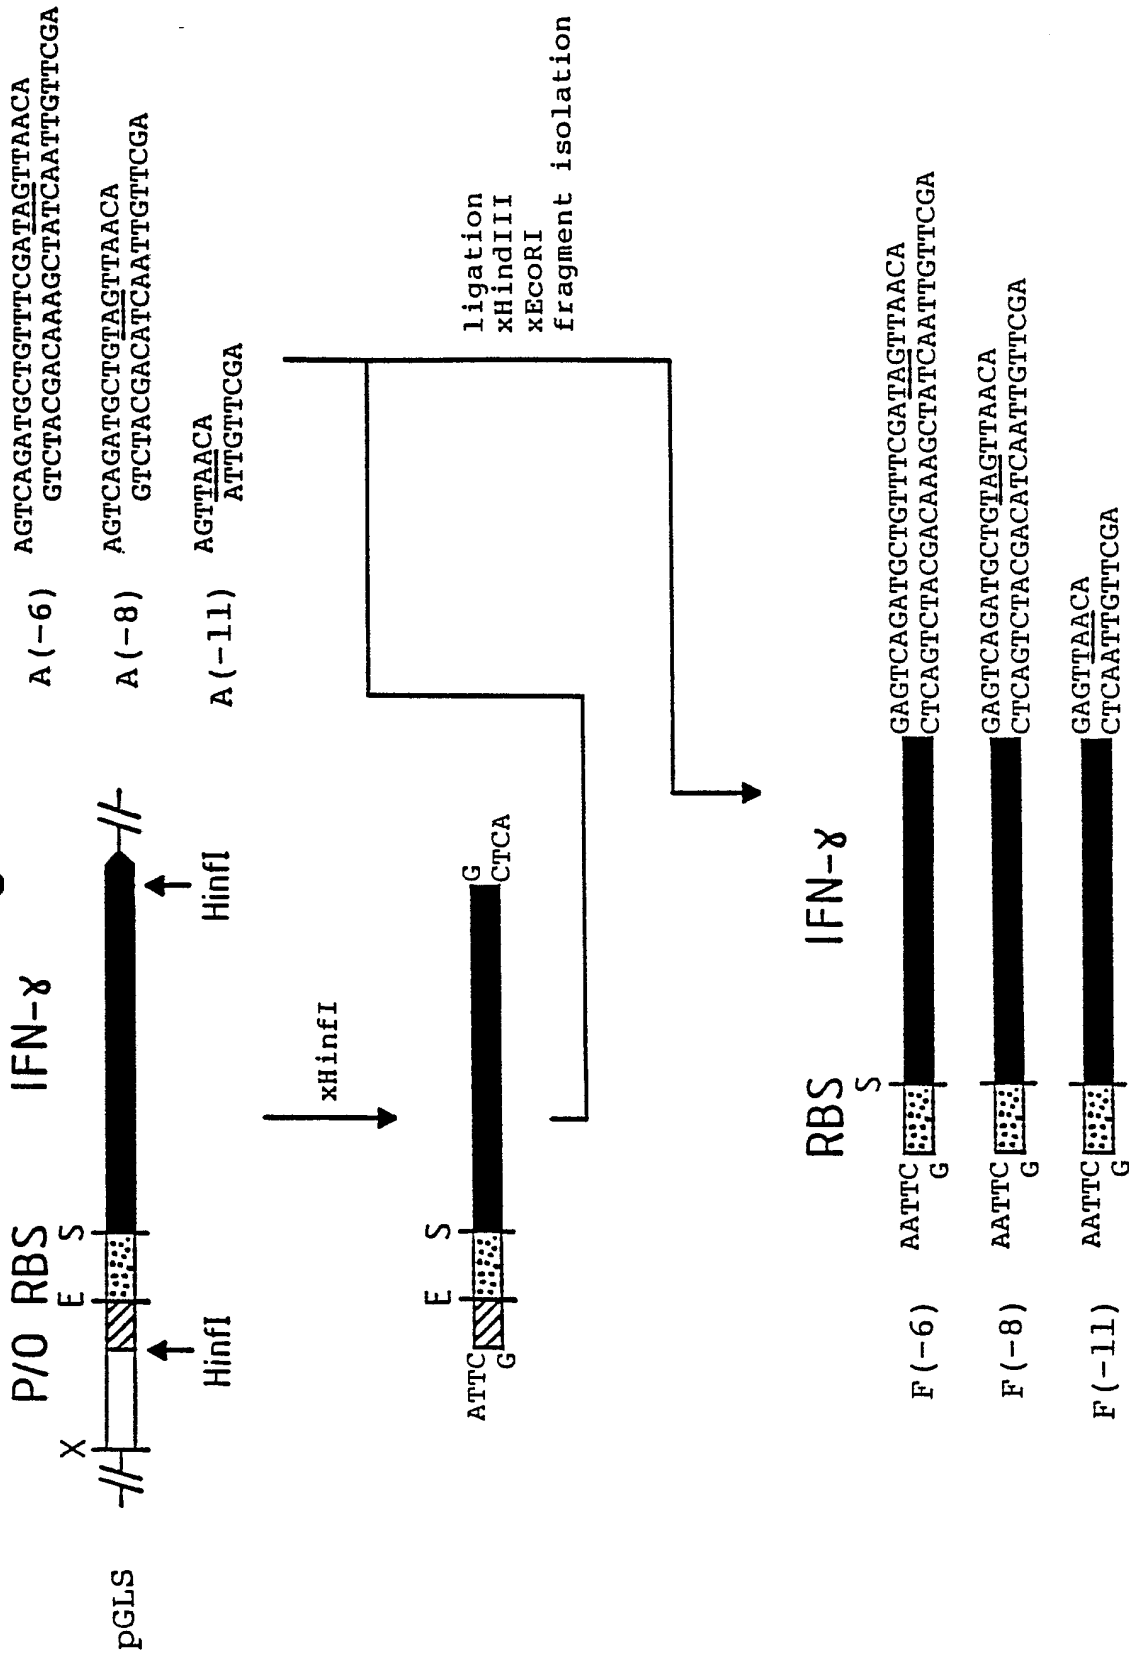 P/O RBS IFN-γ
X E S
pGLS
HinfI HinfI
A(-6) AGTCAGATGCTGTTTCGATAGTTAACA
GTCTACGACAAAGCTATCAATTGTTCGA
A(-8) AGTCAGATGCTGTAGTTAACA
GTCTACGACATCAATTGTTCGA
A(-11) AGTTAACA
ATTGTTCGA
xHinfI
E S
ATTC G
G CTCA
ligation
xHindIII
xEcoRI
fragment isolation
RBS IFN-γ
S
F(-6) AATTC GAGTCAGATGCTGTTTCGATAGTTAACA
G CTCAGTCTACGACAAAGCTATCAATTGTTCGA
F(-8) AATTC GAGTCAGATGCTGTAGTTAACA
G CTCAGTCTACGACATCAATTGTTCGA
F(-11) AATTC GAGTTAACA
G CTCAATTGTTCGA